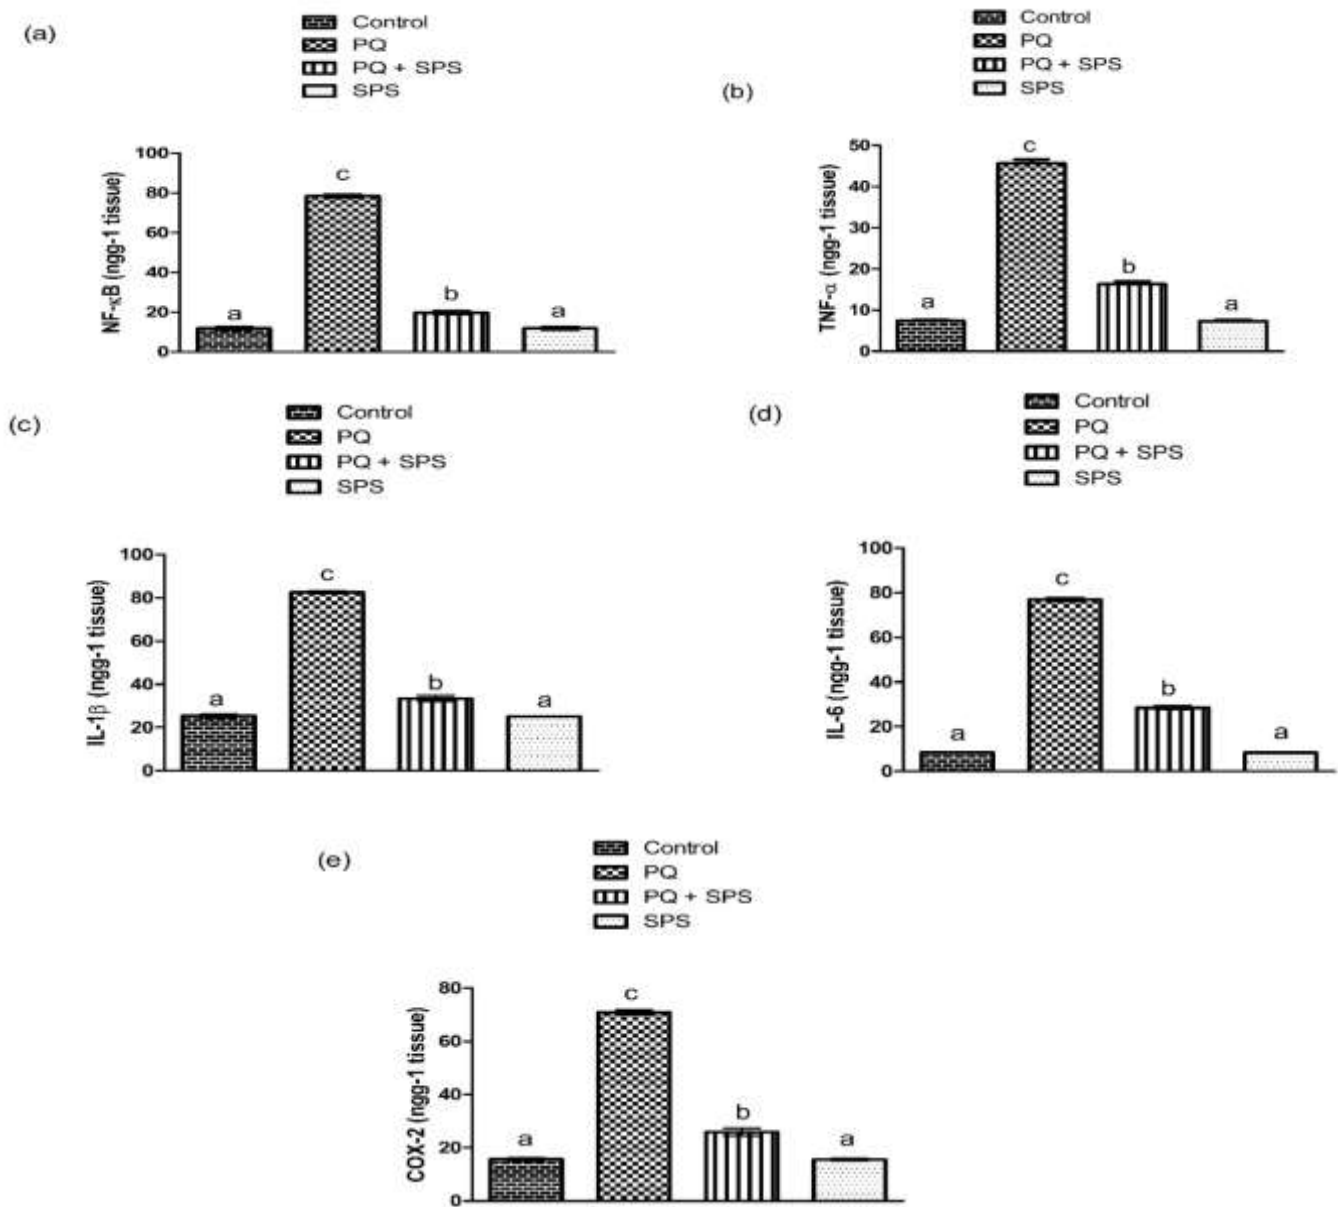 (a)
Control
PQ
PQ + SPS
SPS
NF-κB (ngg-1 tissue)
100
80
60
40
20
0
a
c
b
a
(b)
Control
PQ
PQ + SPS
SPS
TNF-α (ngg-1 tissue)
50
40
30
20
10
0
a
c
b
a
(c)
Control
PQ
PQ + SPS
SPS
IL-1β (ngg-1 tissue)
100
80
60
40
20
0
a
c
b
a
(d)
Control
PQ
PQ + SPS
SPS
IL-6 (ngg-1 tissue)
100
80
60
40
20
0
a
c
b
a
(e)
Control
PQ
PQ + SPS
SPS
COX-2 (ngg-1 tissue)
80
60
40
20
0
a
c
b
a